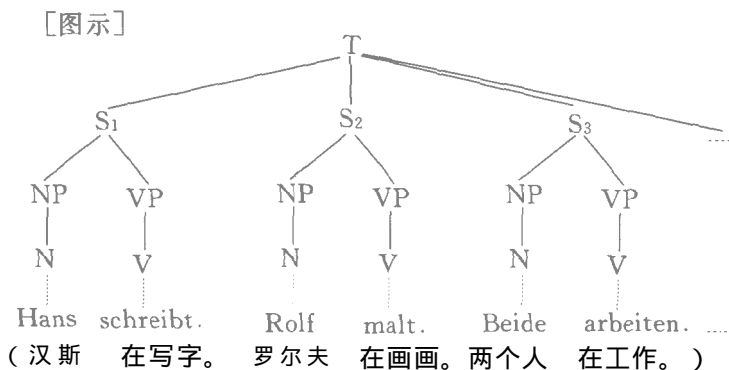 [图示]
T
S1 S2 S3 ....
NP VP NP VP NP VP
N V N V N V
Hans schreibt. Rolf malt. Beide arbeiten. ....
(汉斯 在写字。 罗尔夫 在画画。两个人 在工作。)